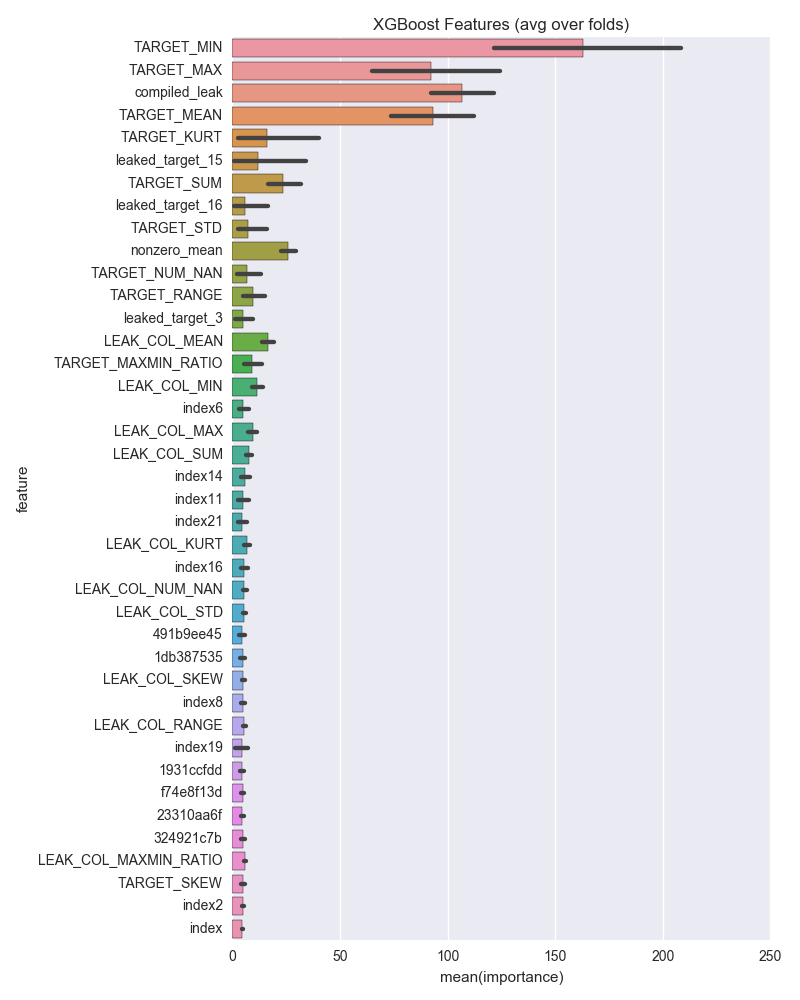 XGBoost Features (avg over folds)
TARGET_MIN
TARGET_MAX
compiled_leak
TARGET_MEAN
TARGET_KURT
leaked_target_15
TARGET_SUM
leaked_target_16
TARGET_STD
nonzero_mean
TARGET_NUM_NAN
TARGET_RANGE
leaked_target_3
LEAK_COL_MEAN
TARGET_MAXMIN_RATIO
LEAK_COL_MIN
index6
LEAK_COL_MAX
LEAK_COL_SUM
index14
index11
index21
LEAK_COL_KURT
index16
LEAK_COL_NUM_NAN
LEAK_COL_STD
491b9ee45
1db387535
LEAK_COL_SKEW
index8
LEAK_COL_RANGE
index19
1931ccfdd
f74e8f13d
23310aa6f
324921c7b
LEAK_COL_MAXMIN_RATIO
TARGET_SKEW
index2
index
feature
0 50 100 150 200 250
mean(importance)